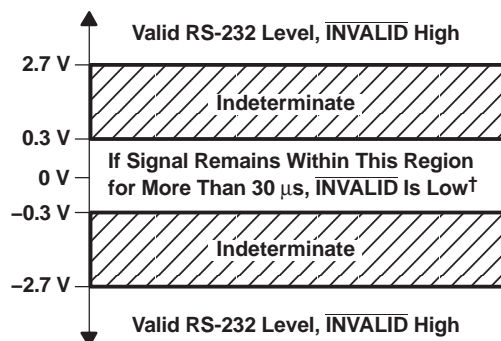 Valid RS-232 Level, INVALID High
2.7 V
Indeterminate
0.3 V
If Signal Remains Within This Region
0 V
for More Than 30 μs, INVALID Is Low†
−0.3 V
Indeterminate
−2.7 V
Valid RS-232 Level, INVALID High